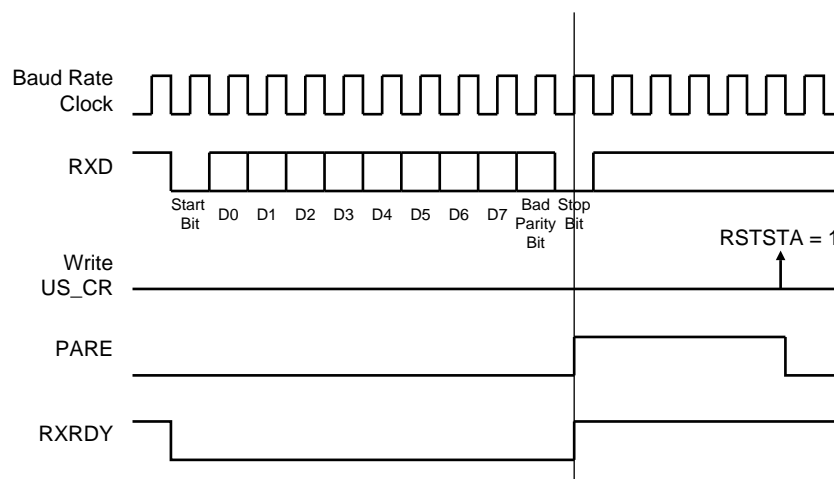 Baud Rate
Clock
RXD
Start
Bit
D0 D1 D2 D3 D4 D5 D6 D7
Bad
Parity
Bit
Stop
Bit
RSTSTA = 1
Write
US_CR
PARE
RXRDY